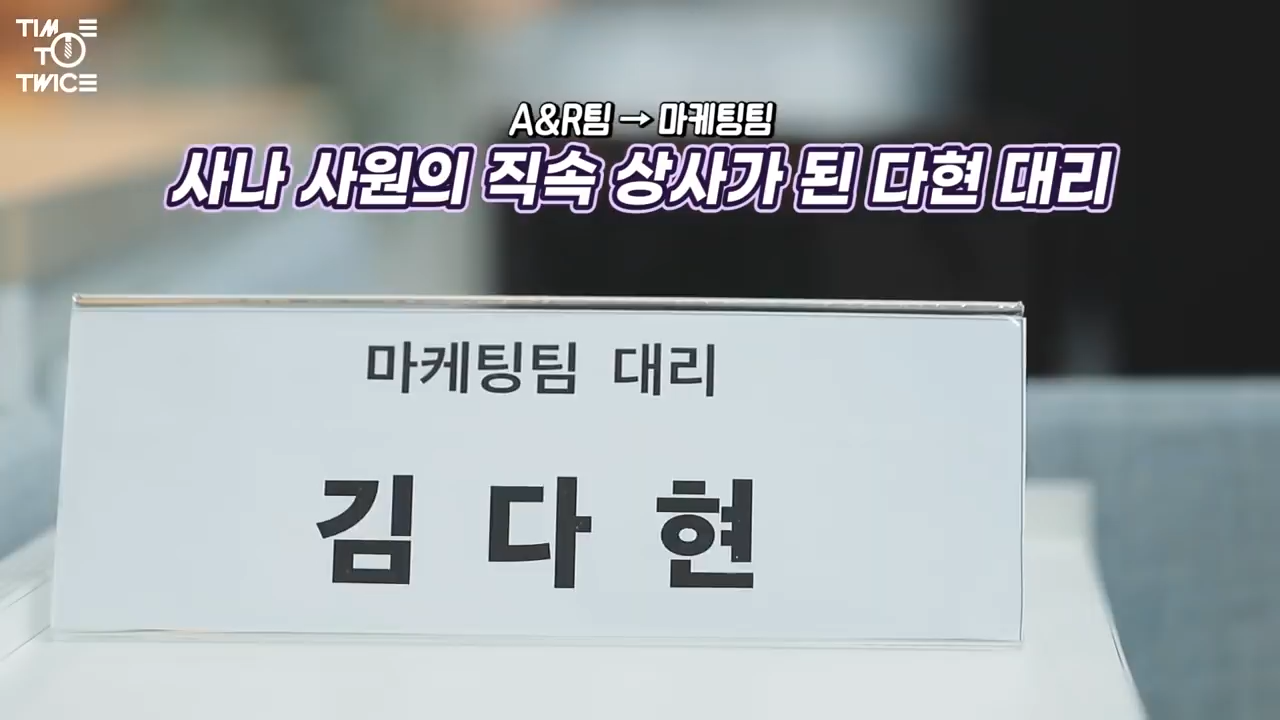 TIME
TO
TWICE
A&R팀 → 마케팅팀
사나 사원의 직속 상사가 된 다현 대리
마케팅팀 대리
김다현